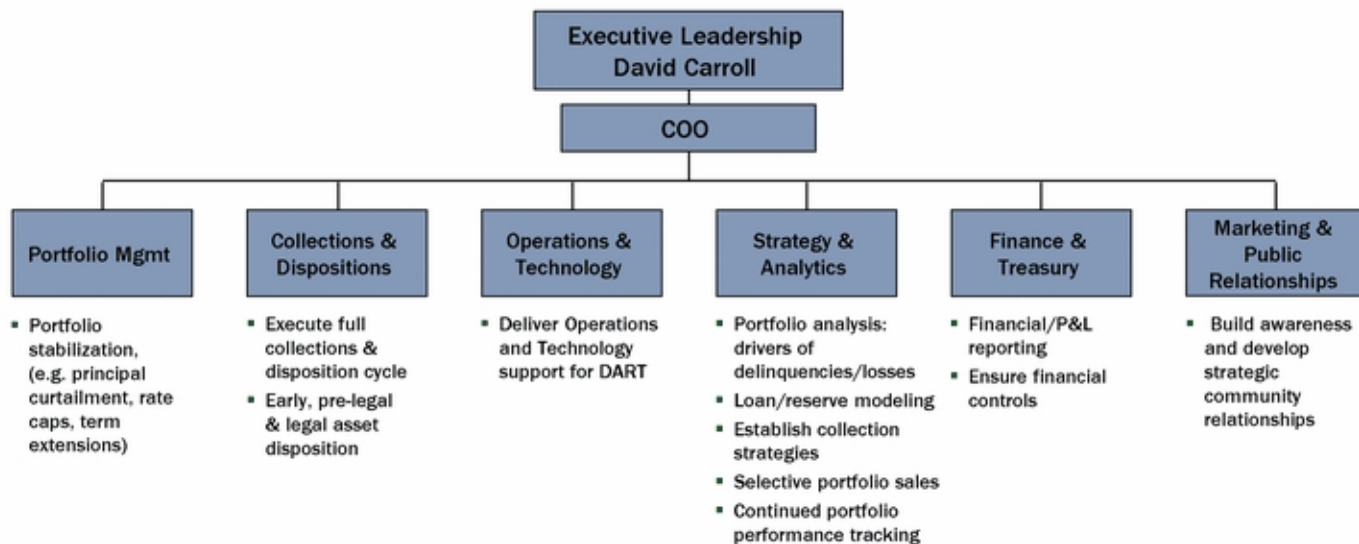 Executive Leadership
David Carroll
COO
Portfolio Mgmt
▪ Portfolio
stabilization,
(e.g. principal
curtailment, rate
caps, term
extensions)
Collections &
Dispositions
▪ Execute full
collections &
disposition cycle
▪ Early, pre-legal
& legal asset
disposition
Operations &
Technology
▪ Deliver Operations
and Technology
support for DART
Strategy &
Analytics
▪ Portfolio analysis:
drivers of
delinquencies/losses
▪ Loan/reserve modeling
▪ Establish collection
strategies
▪ Selective portfolio sales
▪ Continued portfolio
performance tracking
Finance &
Treasury
▪ Financial/P&L
reporting
▪ Ensure financial
controls
Marketing &
Public
Relationships
▪ Build awareness
and develop
strategic
community
relationships